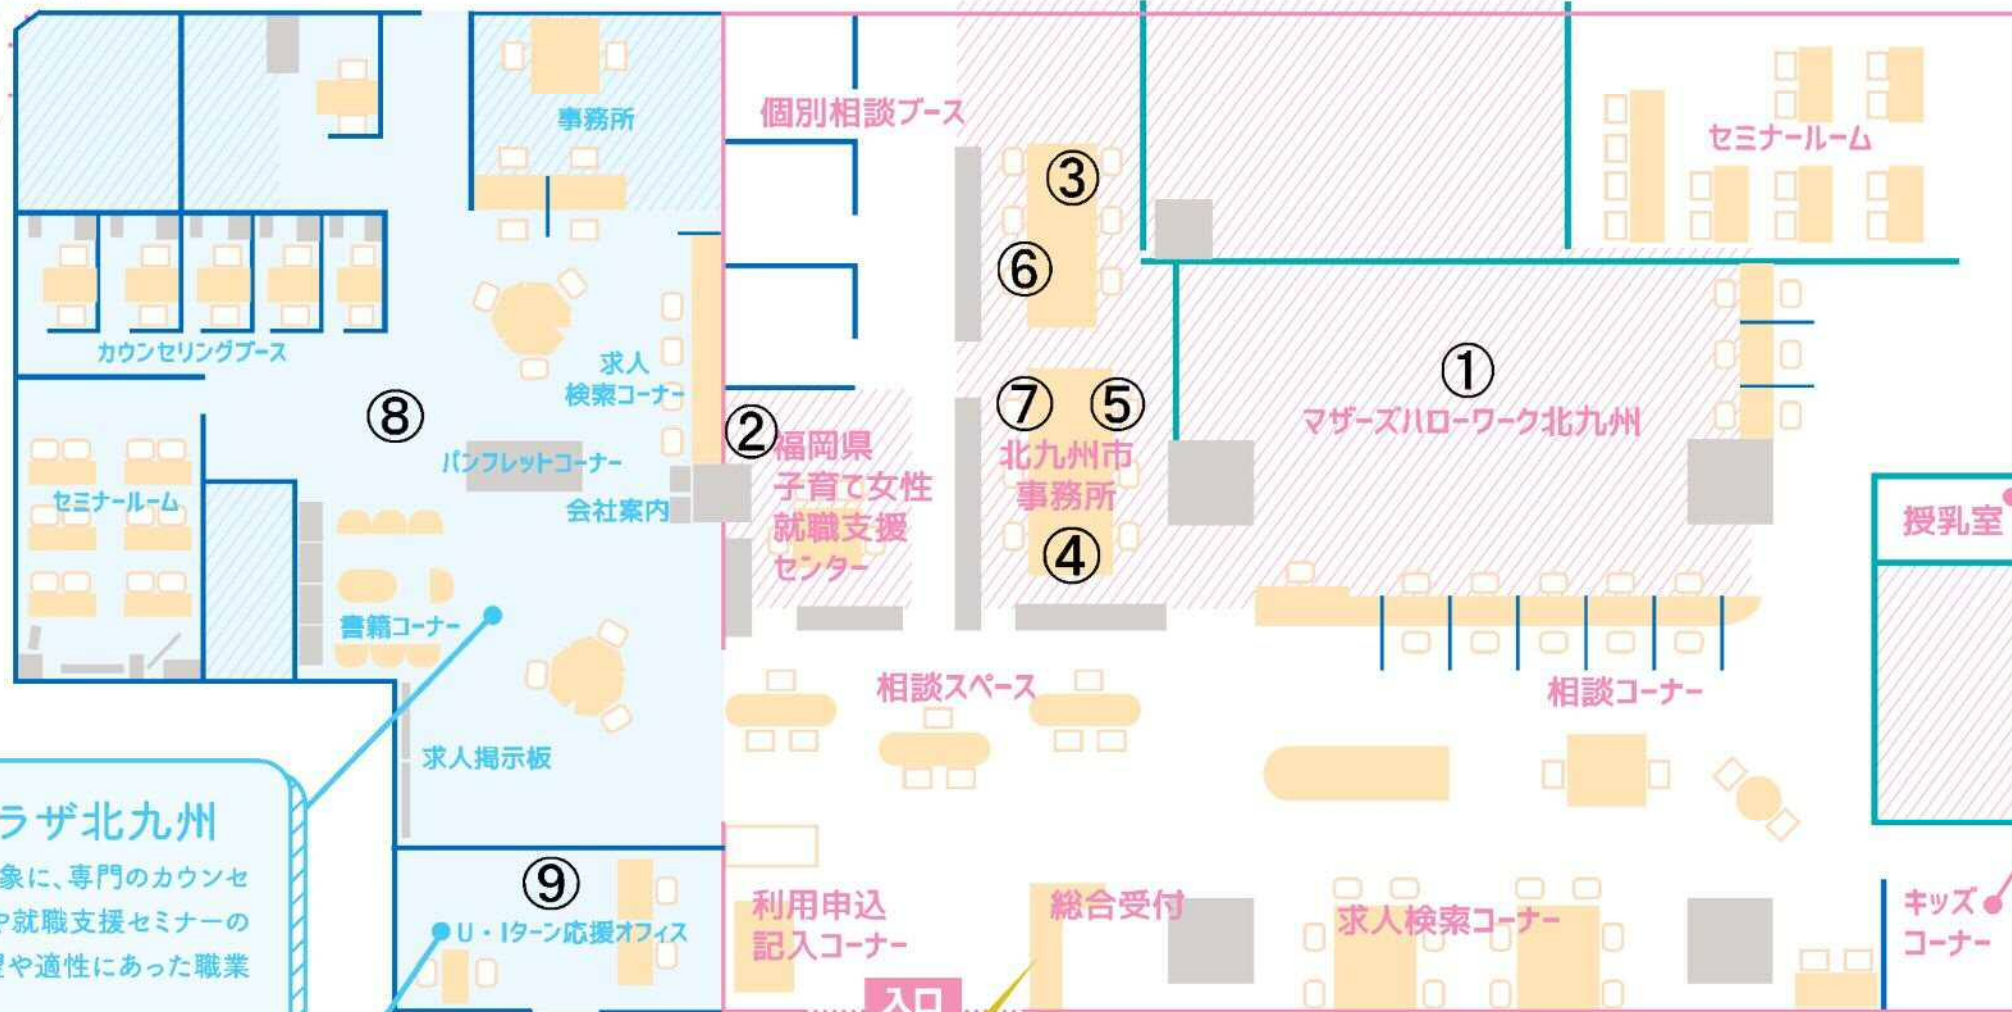 事務所
カウンセリングブース
求人
検索コーナー
⑧
パンフレットコーナー
会社案内
セミナールーム
書籍コーナー
求人掲示板
ラザ北九州
象に、専門のカウンセ
や就職支援セミナーの
や適性にあった職業
⑨
U・Iターン応援オフィス
個別相談ブース
③
⑥
②
福岡県
子育て女性
就職支援
センター
⑦
⑤
北九州市
事務所
④
①
マザーズハローワーク北九州
セミナールーム
授乳室
相談スペース
相談コーナー
利用申込
記入コーナー
総合受付
求人検索コーナー
キッズ
コーナー
入口